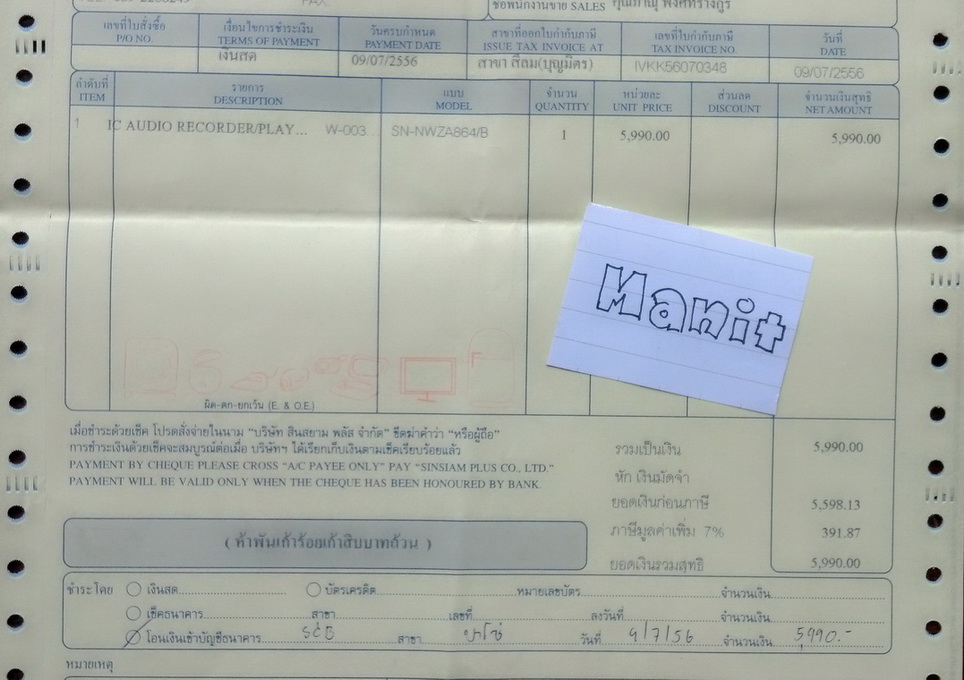 ชื่อพนักงานขาย SALES
เลขที่ใบสั่งซื้อ เงื่อนไขการชำระเงิน วันครบกำหนด สาขาที่ออกใบกำกับภาษี เลขที่ใบกำกับภาษี วันที่
P/O NO. TERMS OF PAYMENT PAYMENT DATE ISSUE TAX INVOICE AT TAX INVOICE NO. DATE
เงินสด 09/07/2556 สาขา สีลม(บุญมิตร) IVKK56070348 09/07/2556
ลำดับที่ รายการ แบบ จำนวน หน่วยละ ส่วนลด จำนวนเงินสุทธิ
ITEM DESCRIPTION MODEL QUANTITY UNIT PRICE DISCOUNT NET AMOUNT
1 IC AUDIO RECORDER/PLAY... W-003... SN-NWZA864/B 1 5,990.00 5,990.00
Manit
ผิด-ตก-ยกเว้น (E. & O.E.)
เมื่อชำระด้วยเช็ค โปรดสั่งจ่ายในนาม "บริษัท สินสยาม พลัส จำกัด" ขีดฆ่าคำว่า "หรือผู้ถือ"
การชำระเงินด้วยเช็คจะสมบูรณ์ต่อเมื่อ บริษัทฯ ได้เรียกเก็บเงินตามเช็คเรียบร้อยแล้ว
PAYMENT BY CHEQUE PLEASE CROSS "A/C PAYEE ONLY" PAY "SINSIAM PLUS CO., LTD."
PAYMENT WILL BE VALID ONLY WHEN THE CHEQUE HAS BEEN HONOURED BY BANK.
รวมเป็นเงิน 5,990.00
หัก เงินมัดจำ
ยอดเงินก่อนภาษี 5,598.13
ภาษีมูลค่าเพิ่ม 7% 391.87
ยอดเงินรวมสุทธิ 5,990.00
( ห้าพันเก้าร้อยเก้าสิบบาทถ้วน )
ชำระโดย เงินสด บัตรเครดิต หมายเลขบัตร จำนวนเงิน
เช็คธนาคาร สาขา เลขที่ ลงวันที่ จำนวนเงิน
โอนเงินเข้าบัญชีธนาคาร SCB สาขา วันที่ 9/7/56 จำนวนเงิน 5990.-
หมายเหตุ